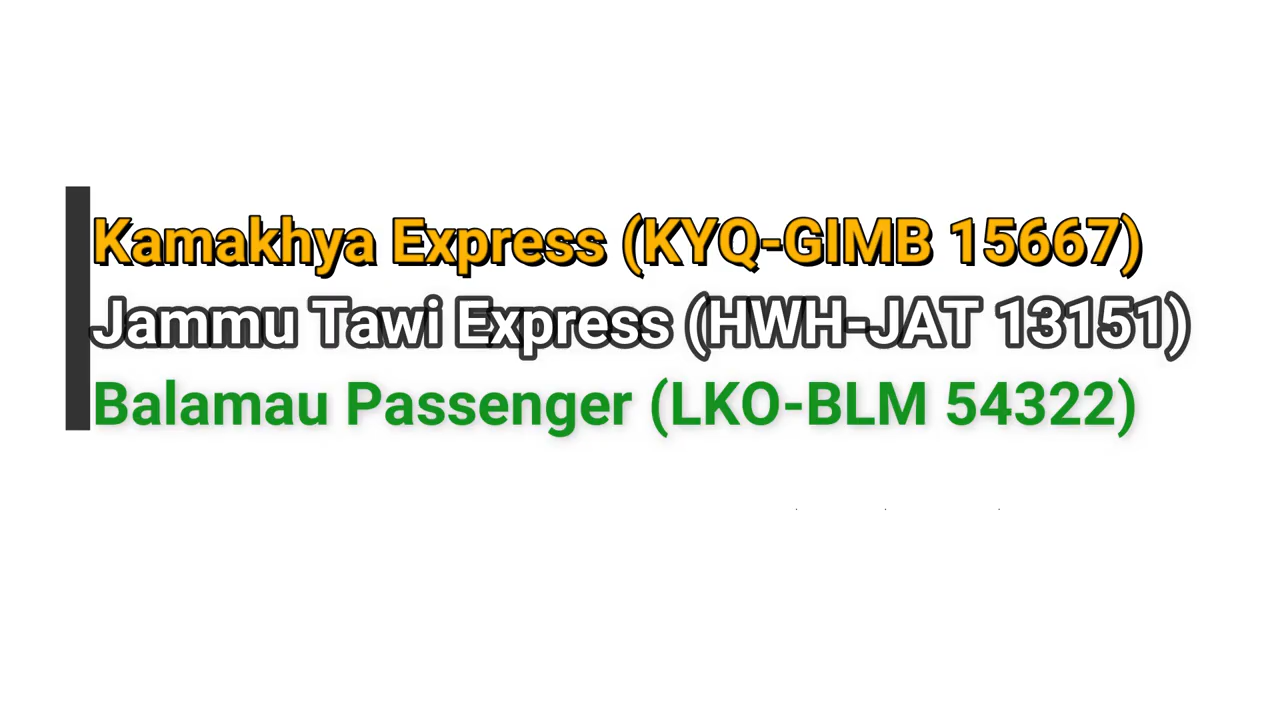 Kamakhya Express (KYQ-GIMB 15667)
Jammu Tawi Express (HWH-JAT 13151)
Balamau Passenger (LKO-BLM 54322)